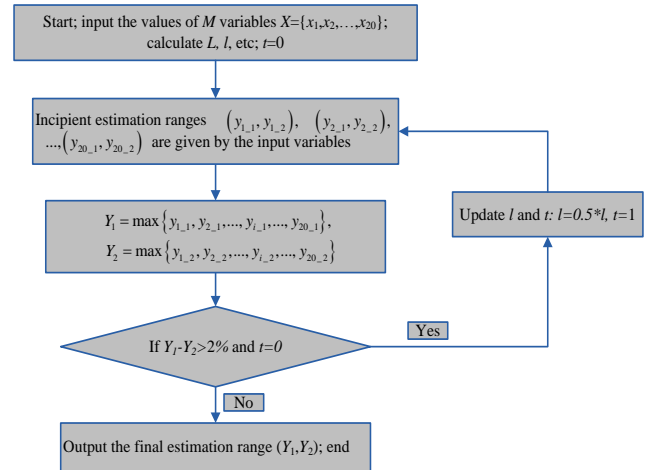 Start; input the values of M variables X={x₁,x₂,…,x₂₀};
calculate L, l, etc; t=0
Incipient estimation ranges (y₁_₁, y₁_₂), (y₂_₁, y₂_₂),
...,(y₂₀_₁, y₂₀_₂) are given by the input variables
Y₁ = max{y₁_₁, y₂_₁,..., yᵢ_₁,..., y₂₀_₁},
Y₂ = max{y₁_₂, y₂_₂,..., yᵢ_₂,..., y₂₀_₂}
Update l and t: l=0.5*l, t=1
If Y₁-Y₂>2% and t=0
Yes
No
Output the final estimation range (Y₁,Y₂); end